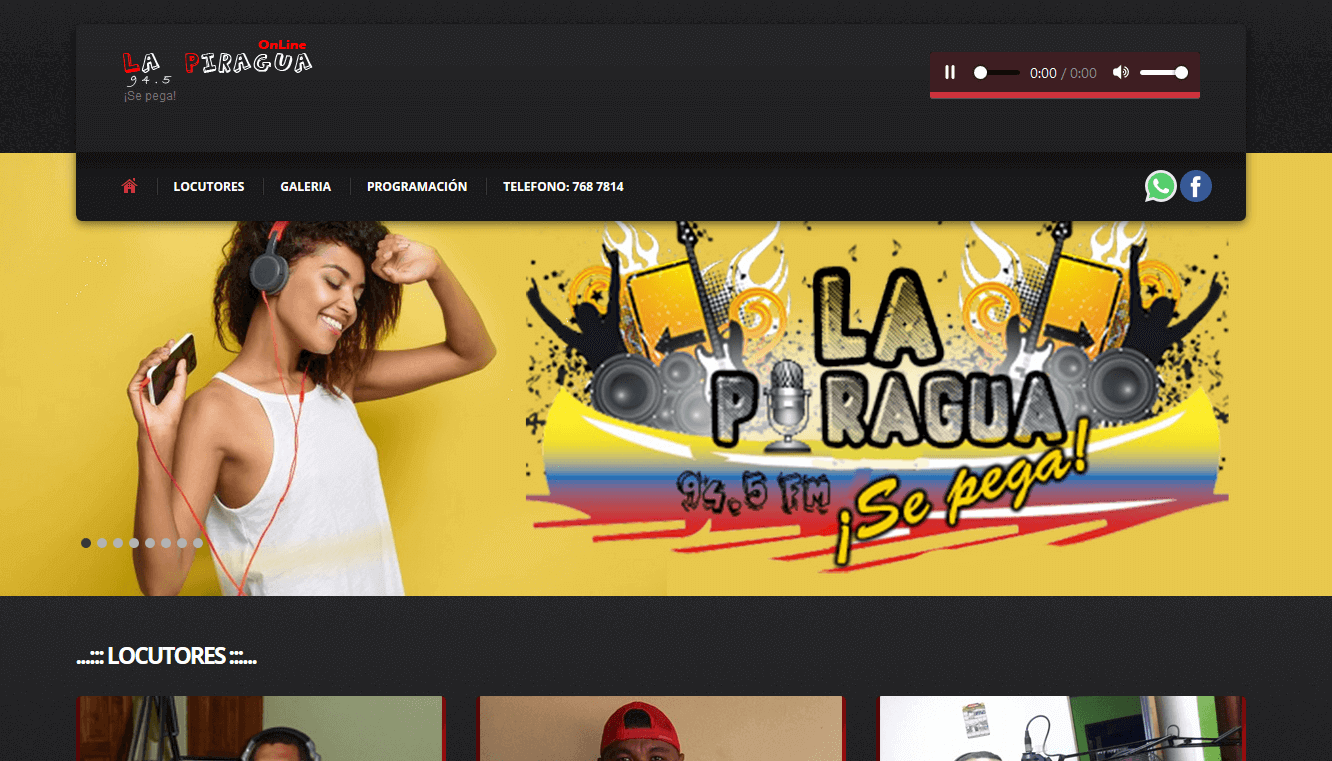 OnLine
LA PIRAGUA
94.5
¡Se pega!
0:00 / 0:00
LOCUTORES
GALERIA
PROGRAMACIÓN
TELEFONO: 768 7814
LA
PIRAGUA
94.5 FM
¡Se pega!
...::: LOCUTORES :::...